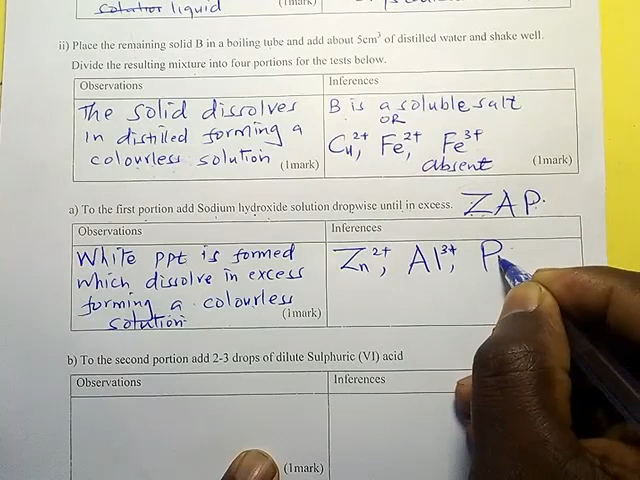 solution liquid (1mark)
ii) Place the remaining solid B in a boiling tube and add about 5cm³ of distilled water and shake well.
Divide the resulting mixture into four portions for the tests below.
Observations
Inferences
The solid dissolves
in distilled forming a
colourless solution (1mark)
B is a soluble salt
OR
Cu²⁺, Fe²⁺, Fe³⁺
absent (1mark)
a) To the first portion add Sodium hydroxide solution dropwise until in excess. ZAP.
Observations
Inferences
White ppt is formed
which dissolve in excess
forming a colourless
solution (1mark)
Zn²⁺, Al³⁺, P
b) To the second portion add 2-3 drops of dilute Sulphuric (VI) acid
Observations
Inferences
(1mark)